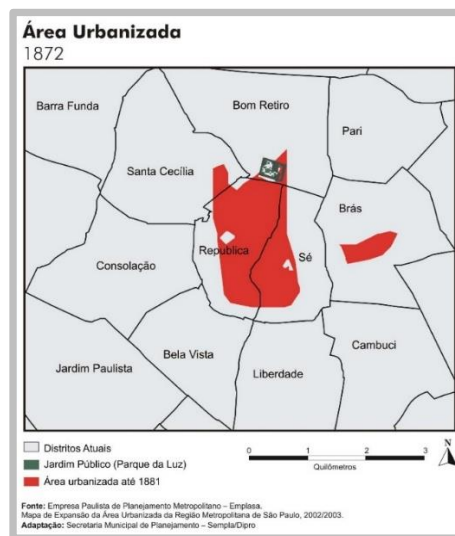 Área Urbanizada
1872
Barra Funda
Bom Retiro
Pari
Santa Cecília
Brás
República
Sé
Consolação
Cambuci
Bela Vista
Jardim Paulista
Liberdade
Distritos Atuais
Jardim Público (Parque da Luz)
Área urbanizada até 1881
0 1 2 3
Quilômetros
N
Fonte: Empresa Paulista de Planejamento Metropolitano – Emplasa.
Mapa de Expansão da Área Urbanizada da Região Metropolitana de São Paulo, 2002/2003.
Adaptação: Secretaria Municipal de Planejamento – Sempla/Dipro